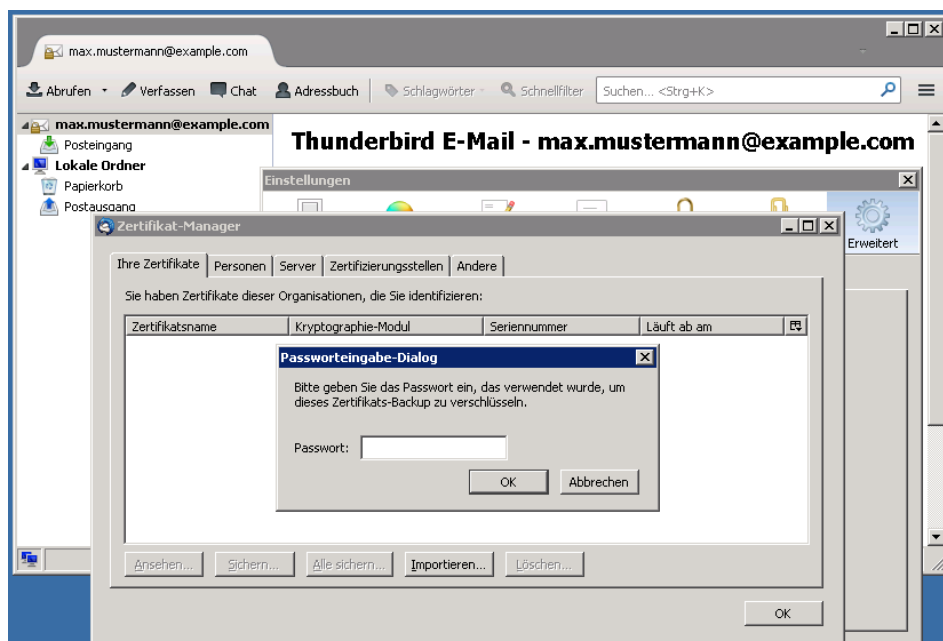 max.mustermann@example.com
Abrufen Verfassen Chat Adressbuch Schlagwörter Schnellfilter Suchen... <Strg+K>
max.mustermann@example.com
Posteingang
Lokale Ordner
Papierkorb
Postausgang
Thunderbird E-Mail - max.mustermann@example.com
Einstellungen
Erweitert
Zertifikat-Manager
Ihre Zertifikate Personen Server Zertifizierungsstellen Andere
Sie haben Zertifikate dieser Organisationen, die Sie identifizieren:
Zertifikatsname Kryptographie-Modul Seriennummer Läuft ab am
Passworteingabe-Dialog
Bitte geben Sie das Passwort ein, das verwendet wurde, um
dieses Zertifikats-Backup zu verschlüsseln.
Passwort:
OK Abbrechen
Ansehen... Sichern... Alle sichern... Importieren... Löschen...
OK